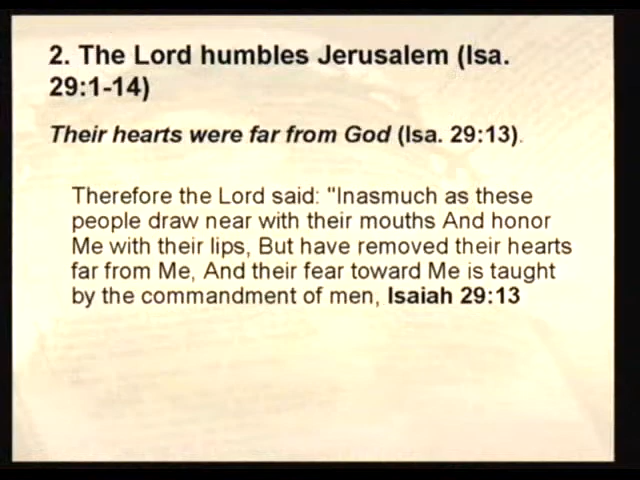 2. The Lord humbles Jerusalem (Isa.
29:1-14)
Their hearts were far from God (Isa. 29:13).
Therefore the Lord said: "Inasmuch as these
people draw near with their mouths And honor
Me with their lips, But have removed their hearts
far from Me, And their fear toward Me is taught
by the commandment of men, Isaiah 29:13